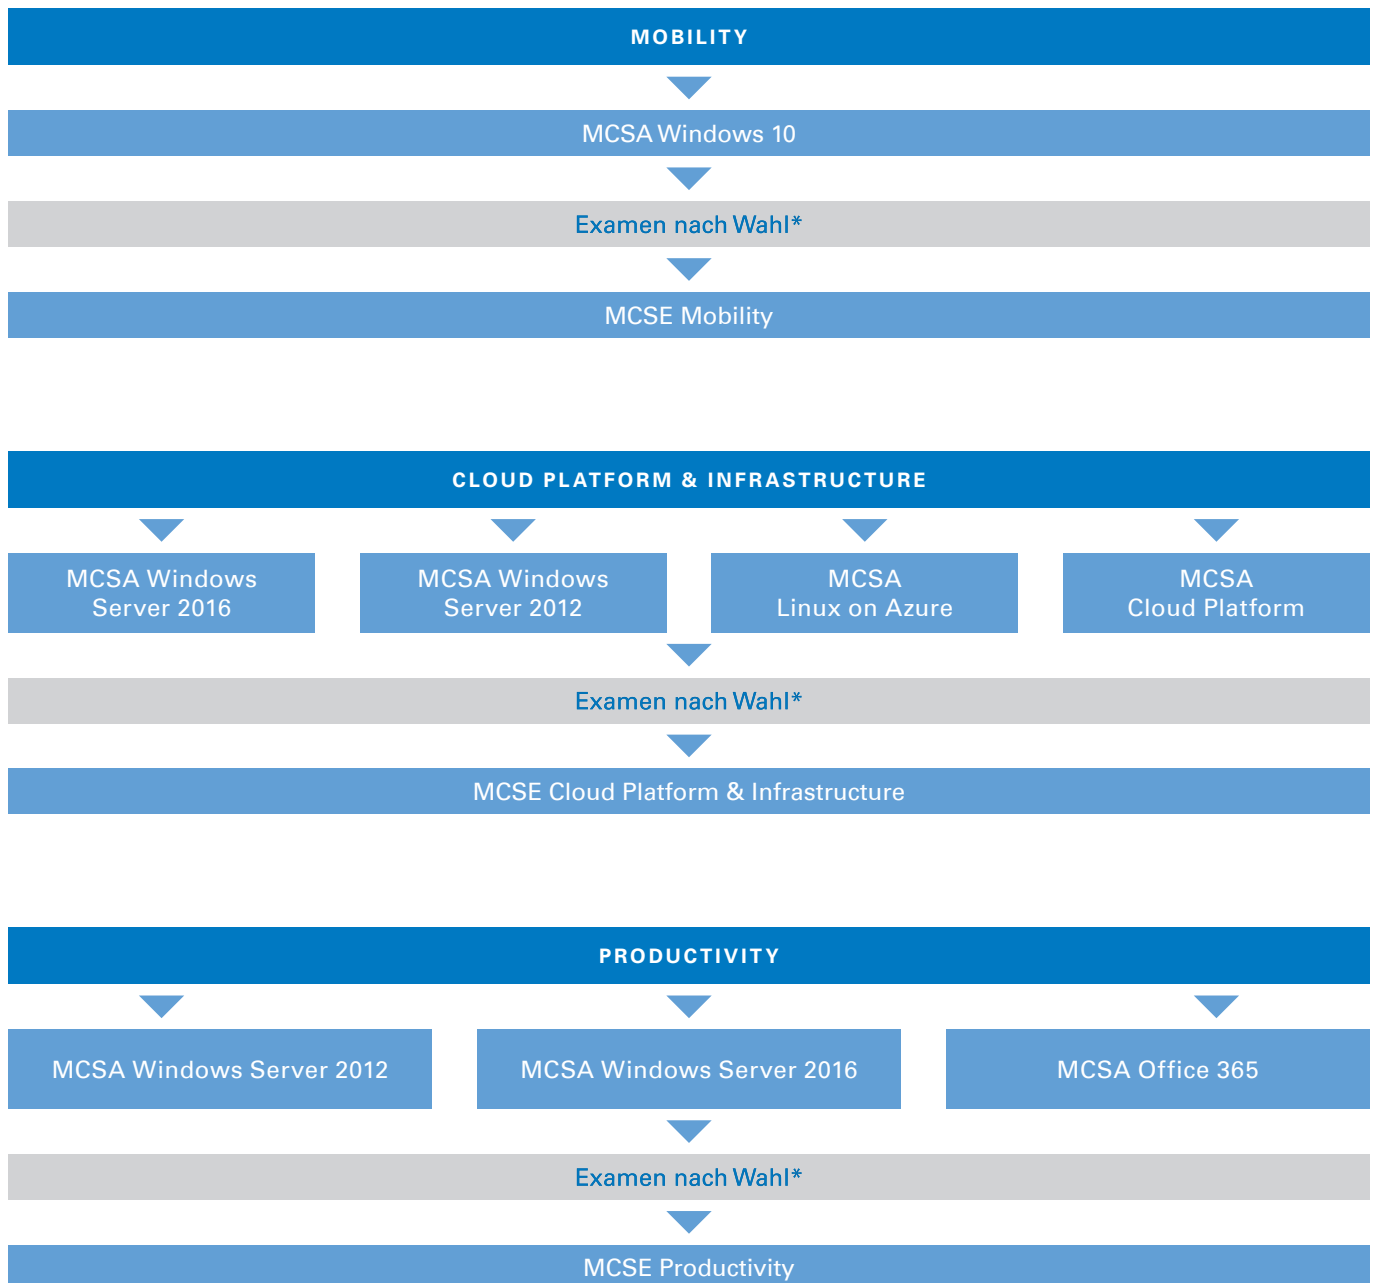 MOBILITY
MCSA Windows 10
Examen nach Wahl*
MCSE Mobility
CLOUD PLATFORM & INFRASTRUCTURE
MCSA Windows
Server 2016
MCSA Windows
Server 2012
MCSA
Linux on Azure
MCSA
Cloud Platform
Examen nach Wahl*
MCSE Cloud Platform & Infrastructure
PRODUCTIVITY
MCSA Windows Server 2012
MCSA Windows Server 2016
MCSA Office 365
Examen nach Wahl*
MCSE Productivity